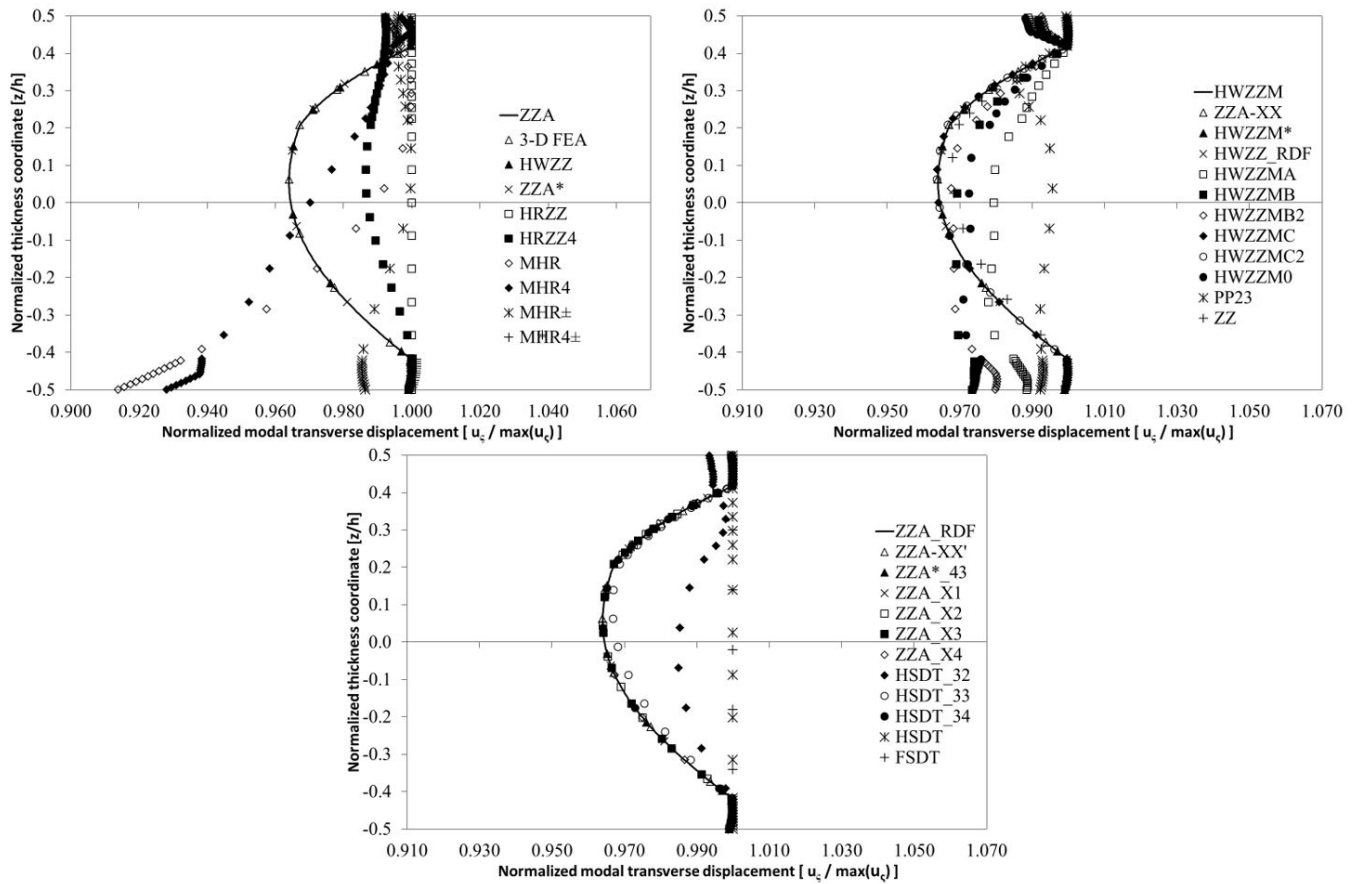 Normalized thickness coordinate [z/h]
0.5
0.4
0.3
0.2
0.1
0.0
-0.1
-0.2
-0.3
-0.4
-0.5
0.900 0.920 0.940 0.960 0.980 1.000 1.020 1.040 1.060
Normalized modal transverse displacement [ uς / max(uς) ]
ZZA
3-D FEA
HWZZ
ZZA*
HRZZ
HRZZ4
MHR
MHR4
MHR±
MHR4±
Normalized thickness coordinate [z/h]
0.5
0.4
0.3
0.2
0.1
0.0
-0.1
-0.2
-0.3
-0.4
-0.5
0.910 0.930 0.950 0.970 0.990 1.010 1.030 1.050 1.070
Normalized modal transverse displacement [ uς / max(uς) ]
HWZZM
ZZA-XX
HWZZM*
HWZZ_RDF
HWZZMA
HWZZMB
HWZZMB2
HWZZMC
HWZZMC2
HWZZM0
PP23
ZZ
Normalized thickness coordinate [z/h]
0.5
0.4
0.3
0.2
0.1
0.0
-0.1
-0.2
-0.3
-0.4
-0.5
0.910 0.930 0.950 0.970 0.990 1.010 1.030 1.050 1.070
Normalized modal transverse displacement [ uς / max(uς) ]
ZZA_RDF
ZZA-XX'
ZZA*_43
ZZA_X1
ZZA_X2
ZZA_X3
ZZA_X4
HSDT_32
HSDT_33
HSDT_34
HSDT
FSDT